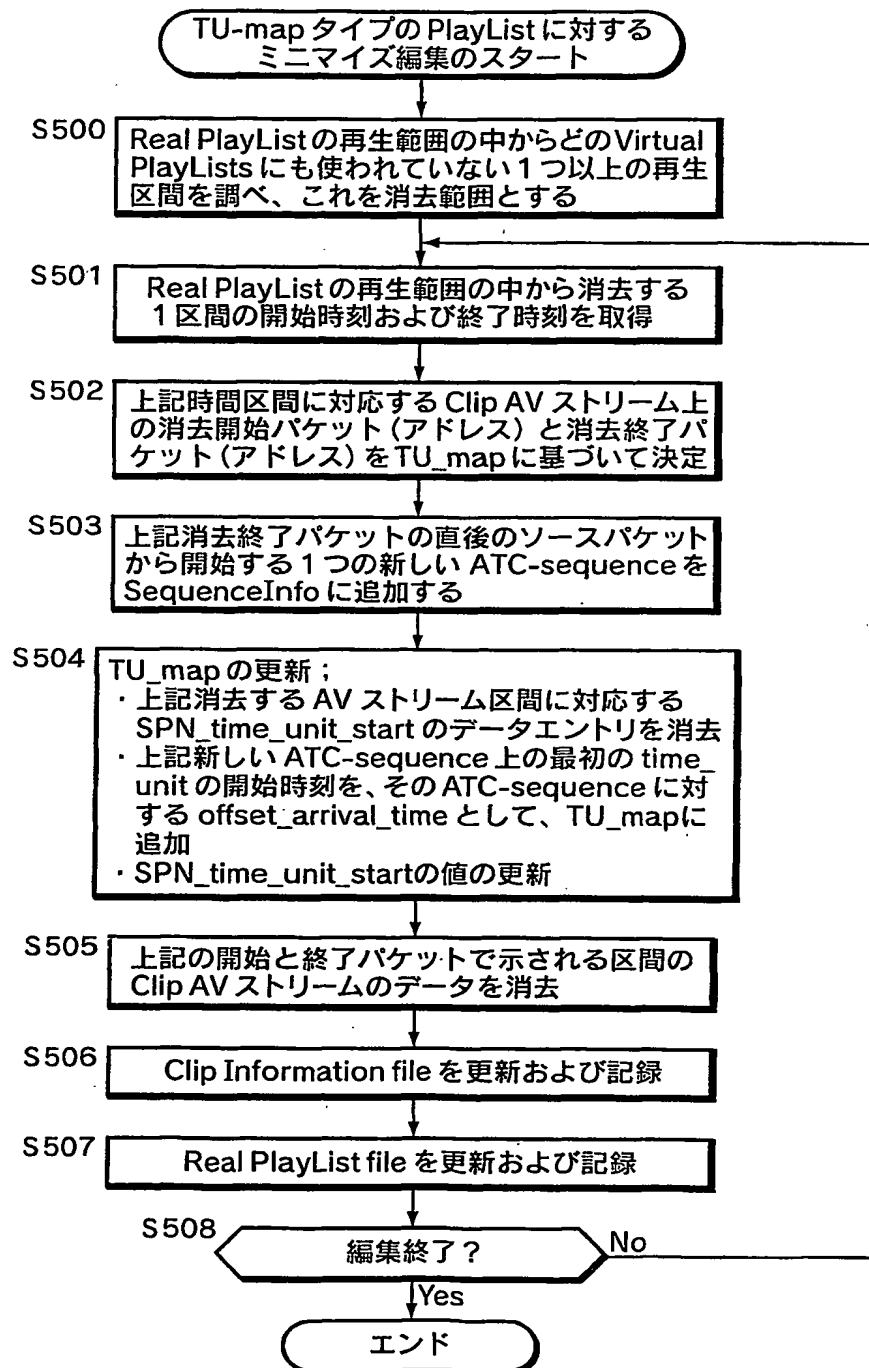 TU-map タイプの PlayList に対する
ミニマイズ編集のスタート
S500
Real PlayList の再生範囲の中からどの Virtual
PlayLists にも使われていない 1 つ以上の再生
区間を調べ、これを消去範囲とする
S501
Real PlayList の再生範囲の中から消去する
1 区間の開始時刻および終了時刻を取得
S502
上記時間区間に対応する Clip AV ストリーム上
の消去開始パケット (アドレス) と消去終了パ
ケット (アドレス) をTU_map に基づいて決定
S503
上記消去終了パケットの直後のソースパケット
から開始する 1 つの新しい ATC-sequence を
SequenceInfo に追加する
S504
TU_map の更新 ;
・上記消去する AV ストリーム区間に対応する
SPN_time_unit_start のデータエントリを消去
・上記新しい ATC-sequence 上の最初の time_
unit の開始時刻を、その ATC-sequence に対
する offset_arrival_time として、TU_mapに
追加
・SPN_time_unit_startの値の更新
S505
上記の開始と終了パケットで示される区間の
Clip AV ストリームのデータを消去
S506
Clip Information file を更新および記録
S507
Real PlayList file を更新および記録
S508
編集終了 ?
No
Yes
エンド